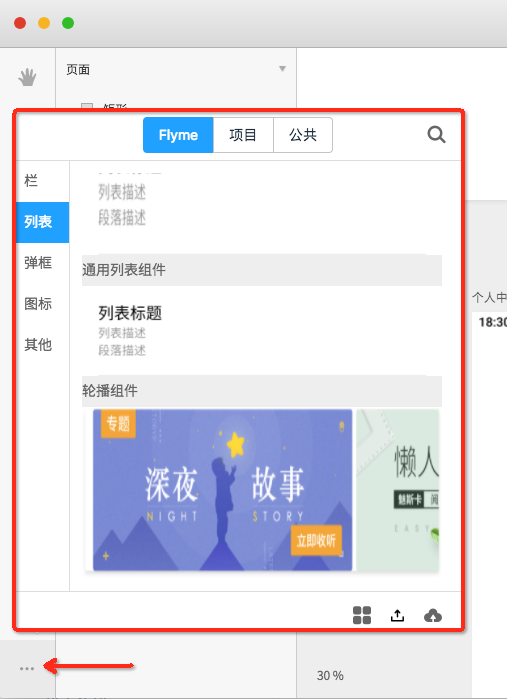 页面
矩形
Flyme 项目 公共
栏
列表
弹框
图标
其他
列表描述
段落描述
通用列表组件
列表标题
列表描述
段落描述
轮播组件
专题
深夜 故事
NIGHT STORY
立即收听
懒人
魅斯卡
个人中
18:30
30 %